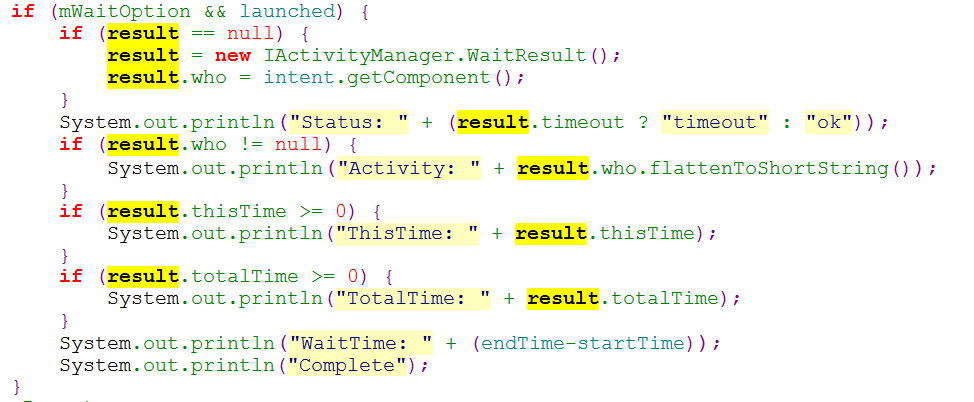 if (mWaitOption && launched) {
    if (result == null) {
        result = new IActivityManager.WaitResult();
        result.who = intent.getComponent();
    }
    System.out.println("Status: " + (result.timeout ? "timeout" : "ok"));
    if (result.who != null) {
        System.out.println("Activity: " + result.who.flattenToShortString());
    }
    if (result.thisTime >= 0) {
        System.out.println("ThisTime: " + result.thisTime);
    }
    if (result.totalTime >= 0) {
        System.out.println("TotalTime: " + result.totalTime);
    }
    System.out.println("WaitTime: " + (endTime-startTime));
    System.out.println("Complete");
}